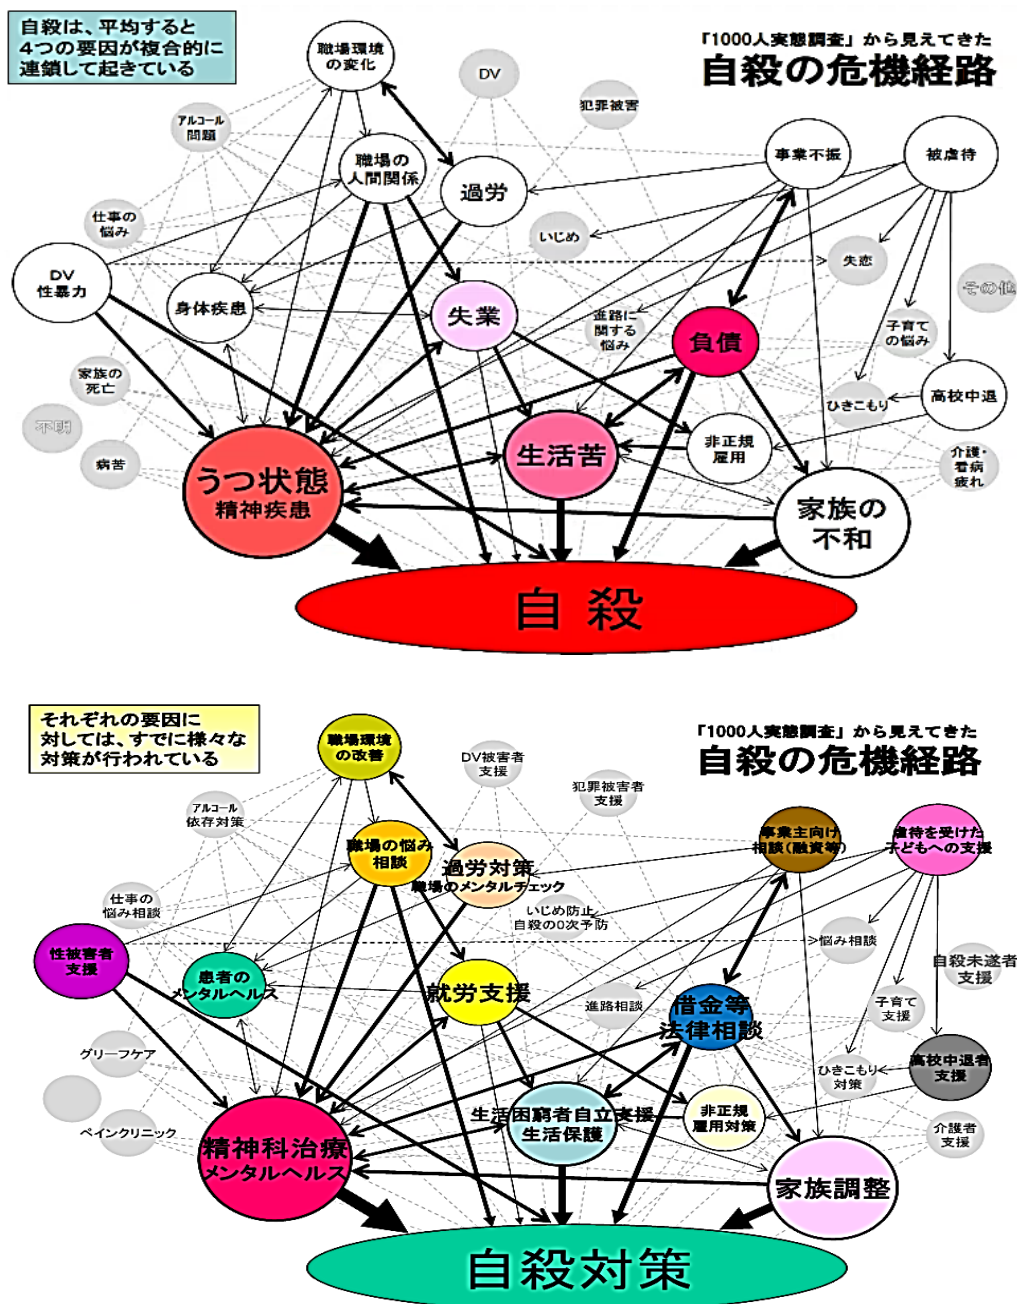 自殺は、平均すると
4つの要因が複合的に
連鎖して起きている
「1000人実態調査」から見えてきた
自殺の危機経路
職場環境
の変化
DV
犯罪被害
アルコール
問題
職場の
人間関係
過労
事業不振
被虐待
仕事の
悩み
いじめ
失恋
DV
性暴力
身体疾患
失業
進路に
関する
悩み
負債
その他
子育て
の悩み
家族の
死亡
ひきこもり
高校中退
不明
病苦
うつ状態
精神疾患
生活苦
非正規
雇用
介護・
看病
疲れ
家族の
不和
自殺
それぞれの要因に
対しては、すでに様々な
対策が行われている
「1000人実態調査」から見えてきた
自殺の危機経路
職場環境
の改善
DV被害者
支援
犯罪被害者
支援
アルコール
依存対策
職場の悩み
相談
過労対策
職場のメンタルチェック
事業主向け
相談(融資等)
虐待を受けた
子どもへの支援
仕事の
悩み相談
いじめ防止
自殺の0次予防
悩み相談
性被害者
支援
患者の
メンタルヘルス
就労支援
進路相談
借金等
法律相談
自殺未遂者
支援
子育て
支援
グリーフケア
ひきこもり
対策
高校中退者
支援
ペインクリニック
精神科治療
メンタルヘルス
生活困窮者自立支援
生活保護
非正規
雇用対策
介護者
支援
家族調整
自殺対策